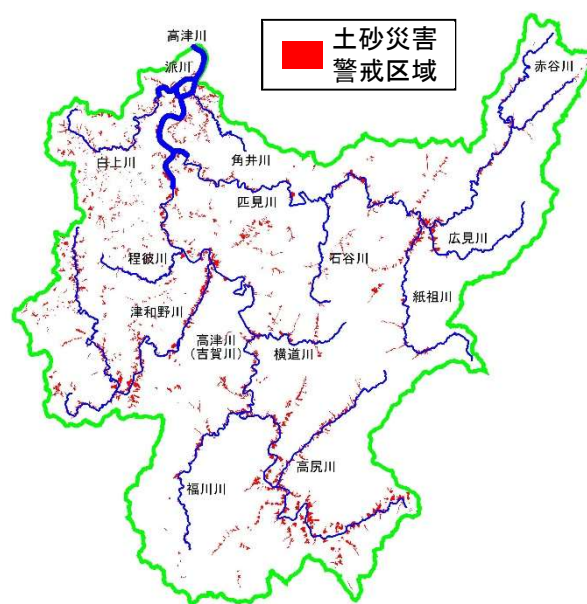 高津川
派川
土砂災害
警戒区域
赤谷川
白上川
角井川
匹見川
広見川
程彼川
石谷川
紙祖川
津和野川
高津川
(吉賀川)
横道川
高尻川
福川川